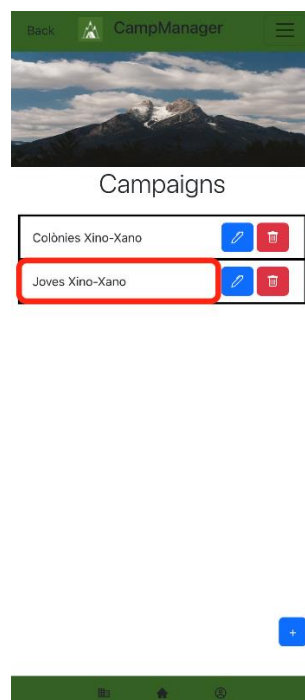 Back CampManager
Campaigns
Colònies Xino-Xano
Joves Xino-Xano
+